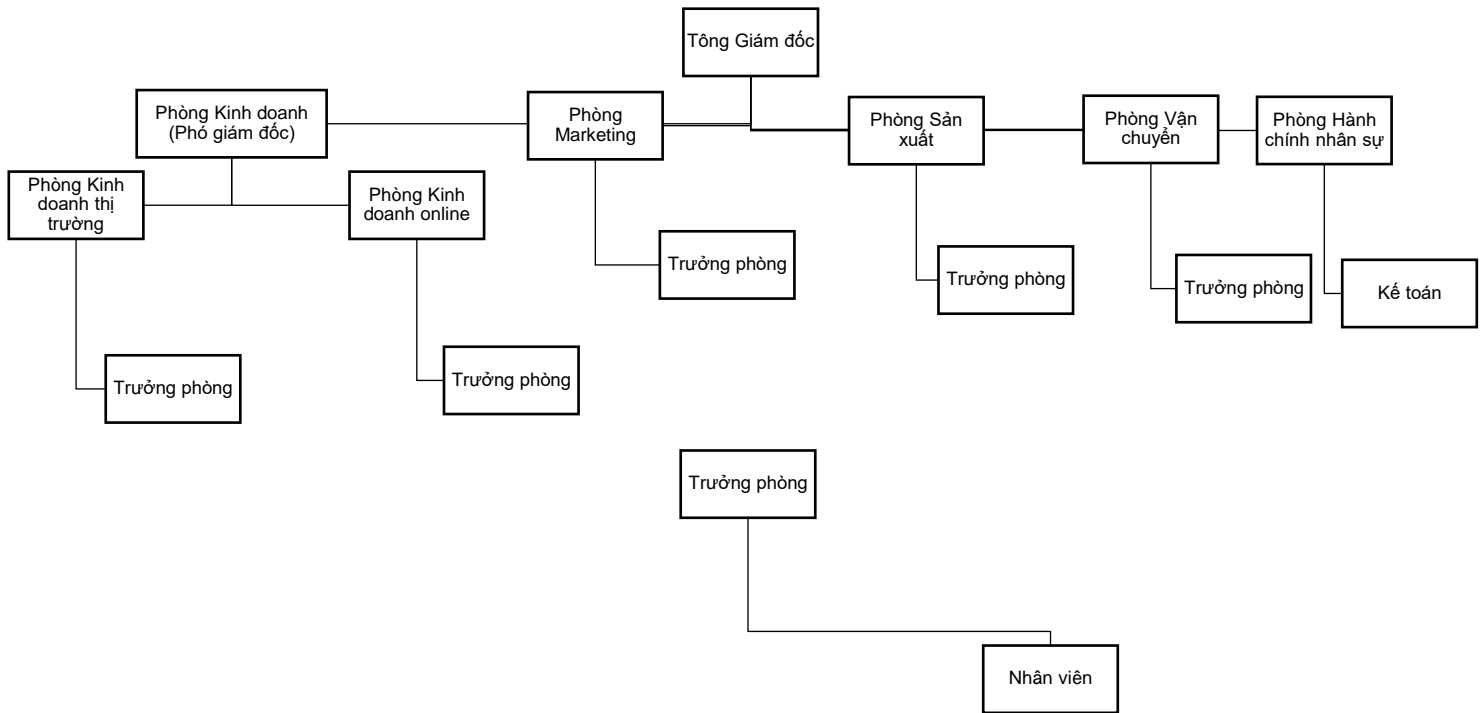 Tông Giám đốc
Phòng Kinh doanh
(Phó giám đốc)
Phòng
Marketing
Phòng Sản
xuất
Phòng Vận
chuyển
Phòng Hành
chính nhân sự
Phòng Kinh
doanh thị
trường
Phòng Kinh
doanh online
Trưởng phòng
Trưởng phòng
Trưởng phòng
Kế toán
Trưởng phòng
Trưởng phòng
Trưởng phòng
Nhân viên